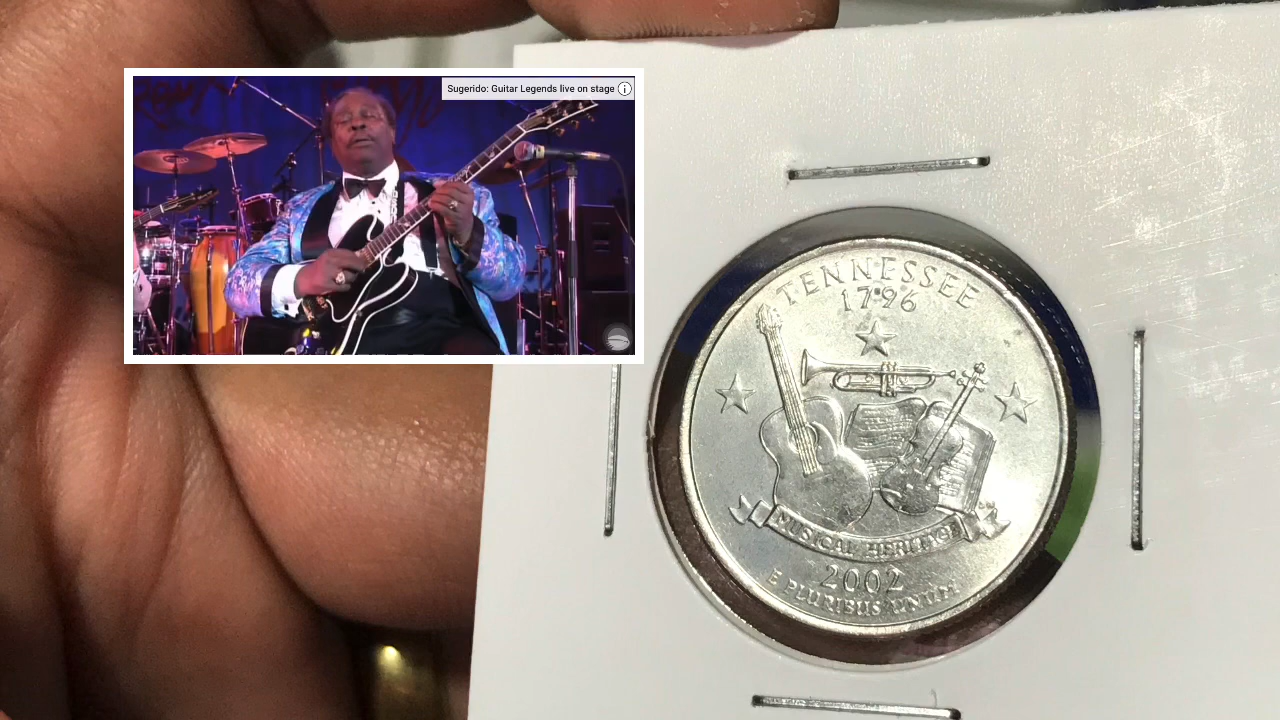 Sugerido: Guitar Legends live on stage
TENNESSEE
1796
MUSICAL HERITAGE
2002
E PLURIBUS UNUM